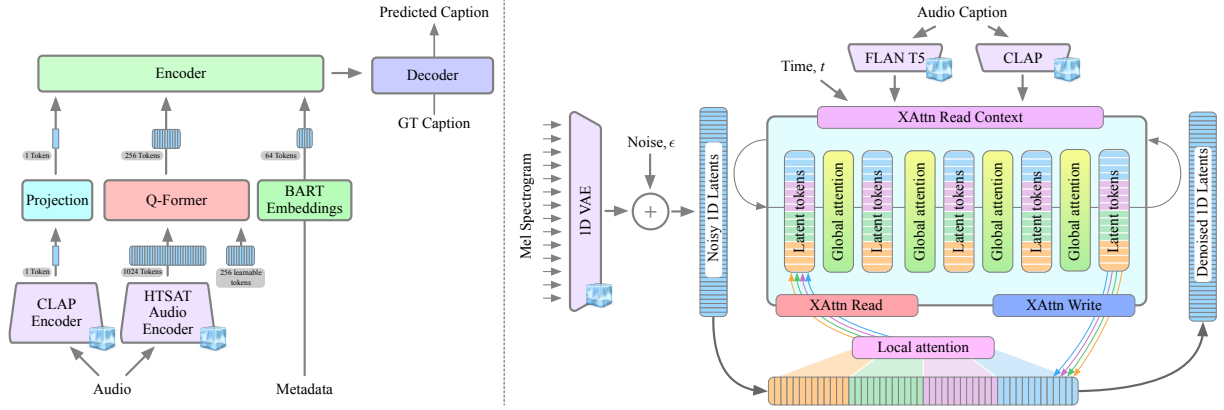 Predicted Caption
Encoder
Decoder
GT Caption
1 Token
256 Tokens
64 Tokens
Projection
Q-Former
BART
Embeddings
1 Token
1024 Tokens
256 learnable
tokens
CLAP
Encoder
HTSAT
Audio
Encoder
Audio
Metadata
Audio Caption
FLAN T5
CLAP
Time, t
XAttn Read Context
Mel Spectrogram
1D VAE
Noise, ϵ
+
Noisy 1D Latents
Latent tokens
Global attention
Latent tokens
Global attention
Latent tokens
Global attention
Latent tokens
Global attention
Latent tokens
Denoised 1D Latents
XAttn Read
XAttn Write
Local attention